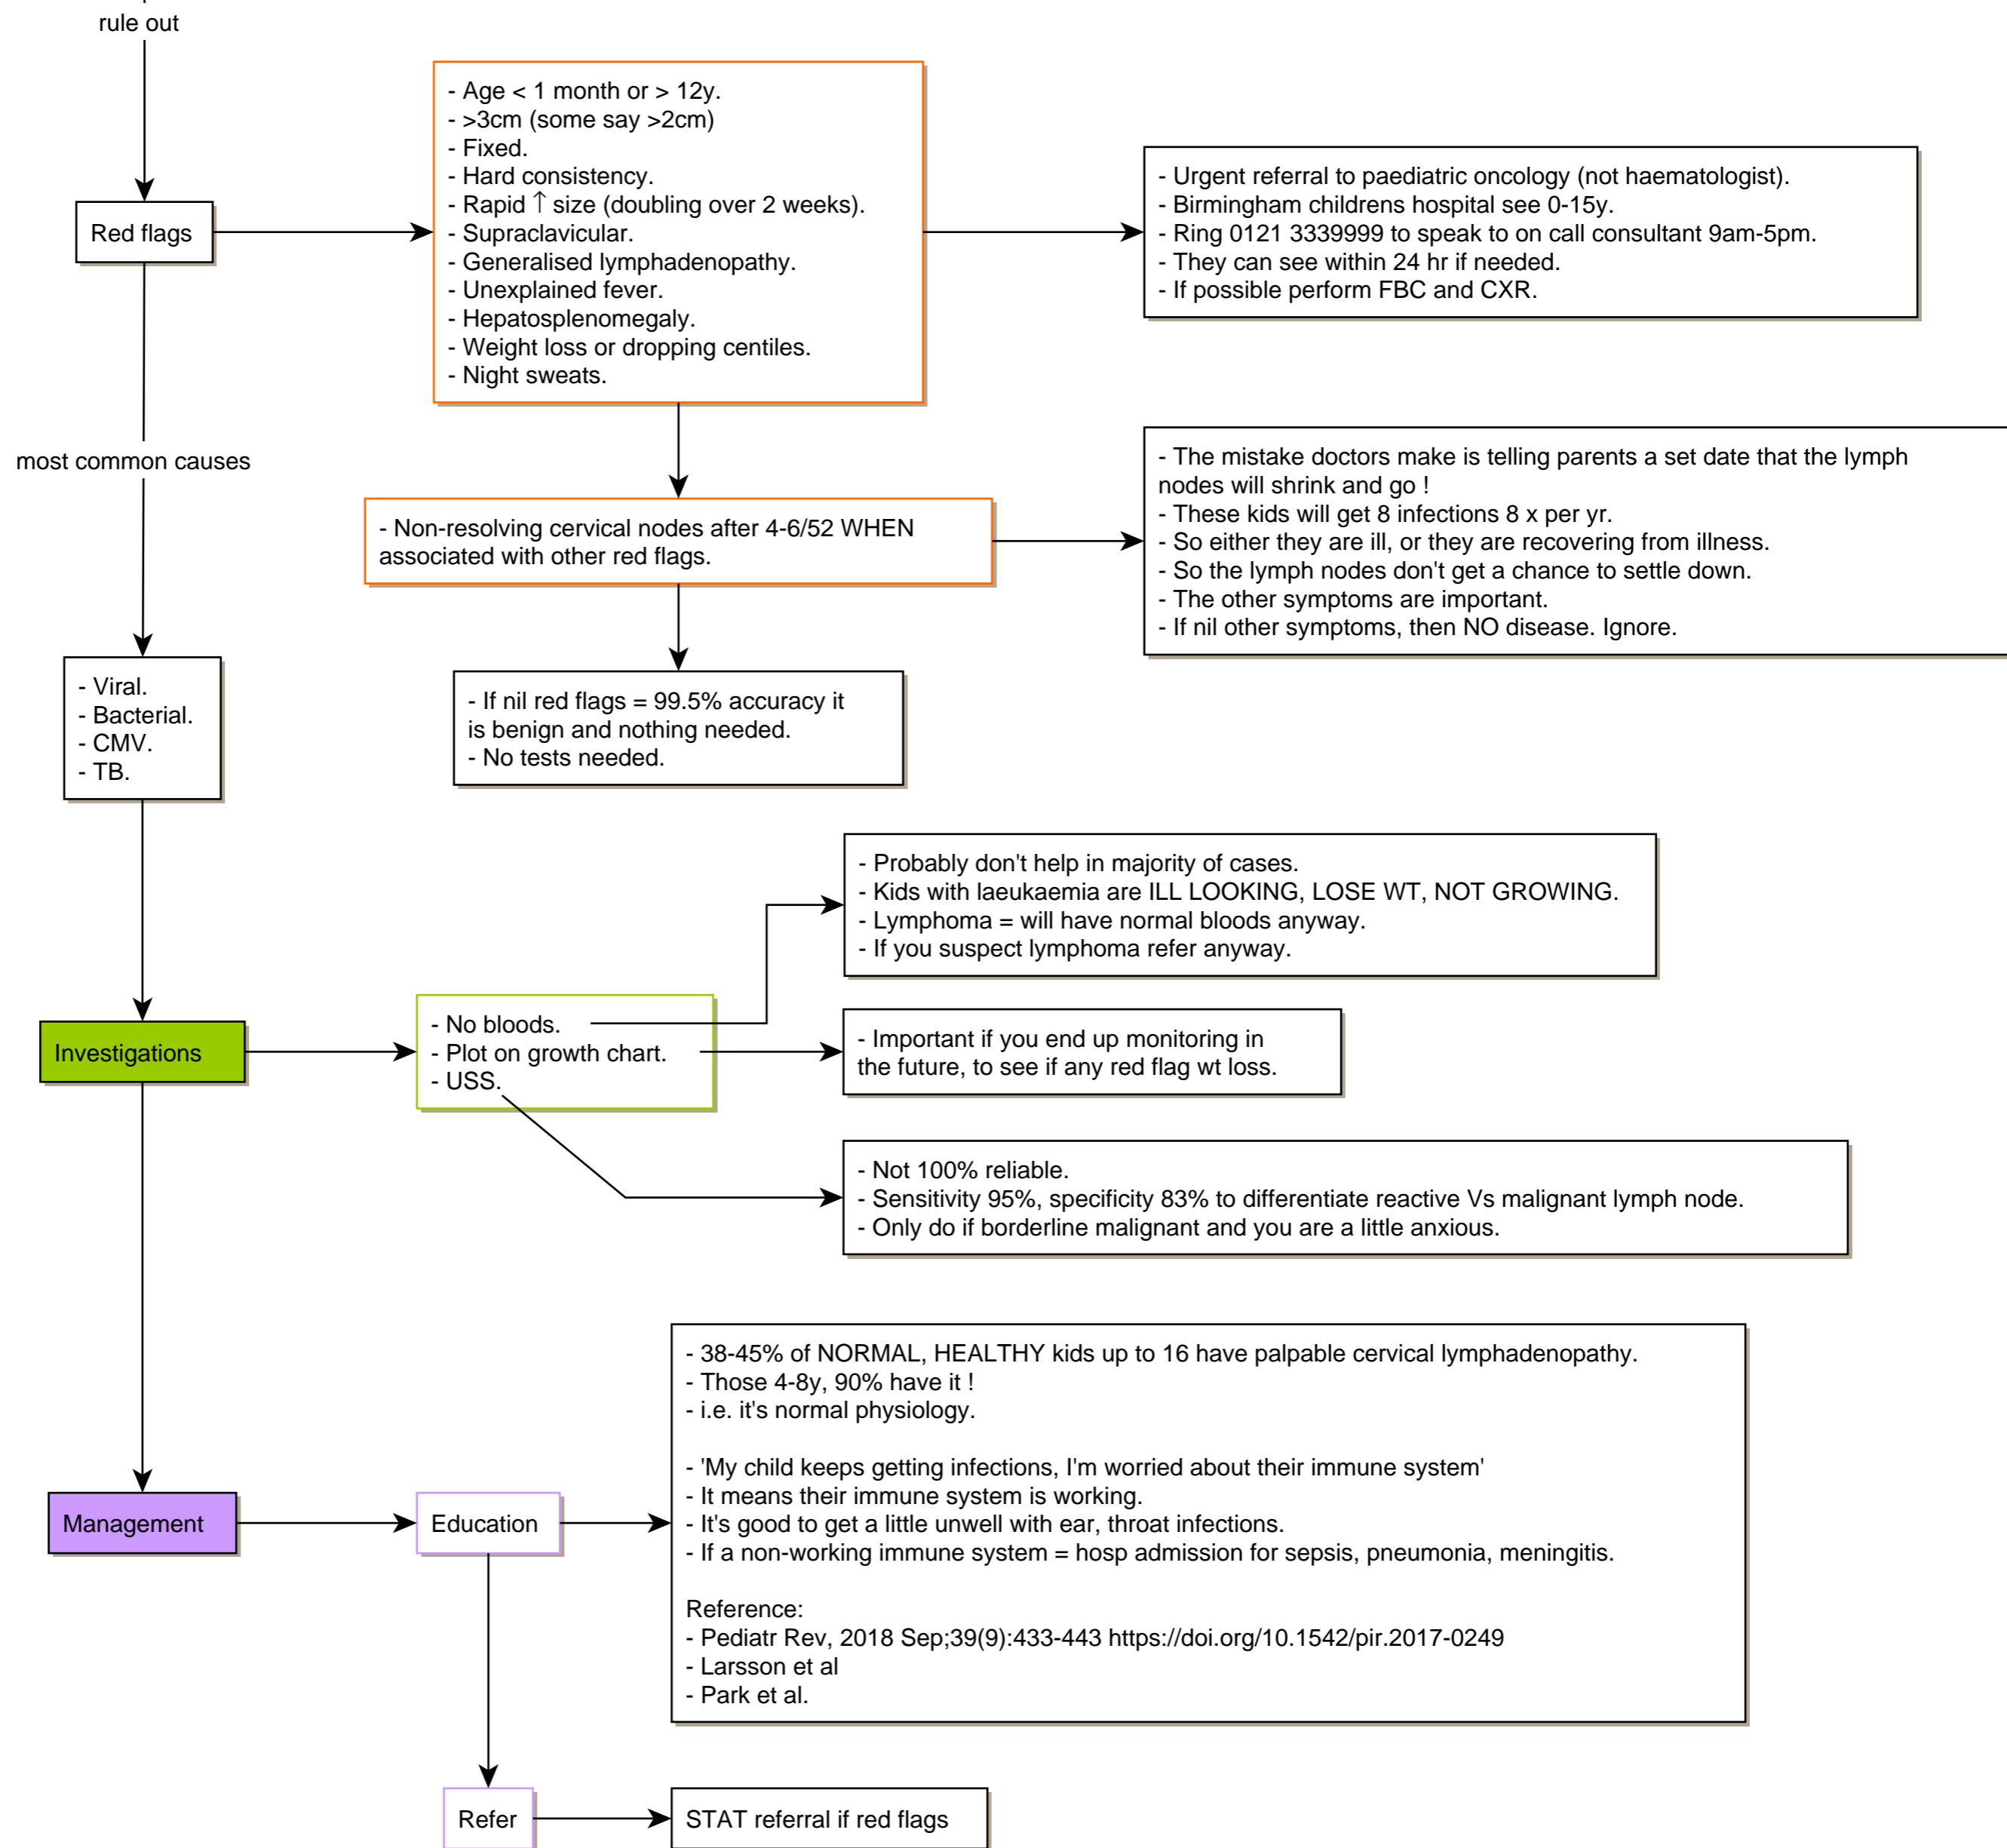 rule out
- Age < 1 month or > 12y.
- >3cm (some say >2cm)
- Fixed.
- Hard consistency.
- Rapid ↑ size (doubling over 2 weeks).
- Supraclavicular.
- Generalised lymphadenopathy.
- Unexplained fever.
- Hepatosplenomegaly.
- Weight loss or dropping centiles.
- Night sweats.
Red flags
- Urgent referral to paediatric oncology (not haematologist).
- Birmingham childrens hospital see 0-15y.
- Ring 0121 3339999 to speak to on call consultant 9am-5pm.
- They can see within 24 hr if needed.
- If possible perform FBC and CXR.
most common causes
- Non-resolving cervical nodes after 4-6/52 WHEN
associated with other red flags.
- The mistake doctors make is telling parents a set date that the lymph
nodes will shrink and go !
- These kids will get 8 infections 8 x per yr.
- So either they are ill, or they are recovering from illness.
- So the lymph nodes don't get a chance to settle down.
- The other symptoms are important.
- If nil other symptoms, then NO disease. Ignore.
- Viral.
- Bacterial.
- CMV.
- TB.
- If nil red flags = 99.5% accuracy it
is benign and nothing needed.
- No tests needed.
- Probably don't help in majority of cases.
- Kids with laeukaemia are ILL LOOKING, LOSE WT, NOT GROWING.
- Lymphoma = will have normal bloods anyway.
- If you suspect lymphoma refer anyway.
Investigations
- No bloods.
- Plot on growth chart.
- USS.
- Important if you end up monitoring in
the future, to see if any red flag wt loss.
- Not 100% reliable.
- Sensitivity 95%, specificity 83% to differentiate reactive Vs malignant lymph node.
- Only do if borderline malignant and you are a little anxious.
Management
Education
- 38-45% of NORMAL, HEALTHY kids up to 16 have palpable cervical lymphadenopathy.
- Those 4-8y, 90% have it !
- i.e. it's normal physiology.
- 'My child keeps getting infections, I'm worried about their immune system'
- It means their immune system is working.
- It's good to get a little unwell with ear, throat infections.
- If a non-working immune system = hosp admission for sepsis, pneumonia, meningitis.
Reference:
- Pediatr Rev, 2018 Sep;39(9):433-443 https://doi.org/10.1542/pir.2017-0249
- Larsson et al
- Park et al.
Refer
STAT referral if red flags